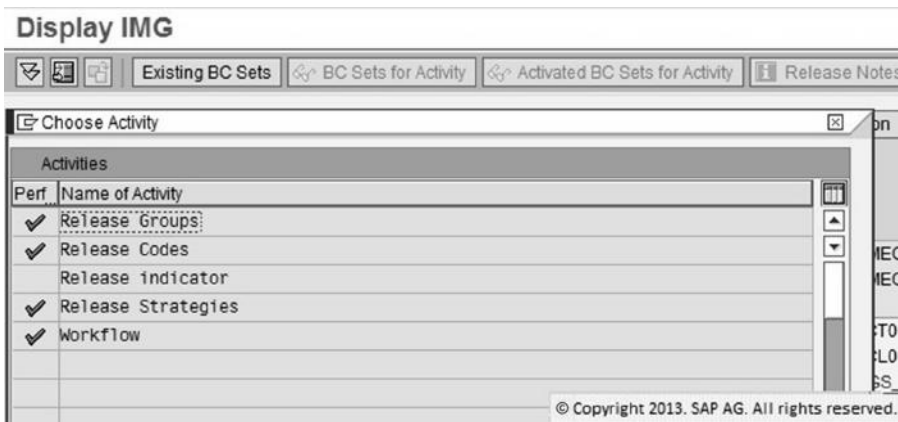 Display IMG
Existing BC Sets BC Sets for Activity Activated BC Sets for Activity Release Notes
Choose Activity on
Activities
Perf.. Name of Activity
Release Groups
Release Codes
Release indicator
Release Strategies
Workflow
© Copyright 2013. SAP AG. All rights reserved.